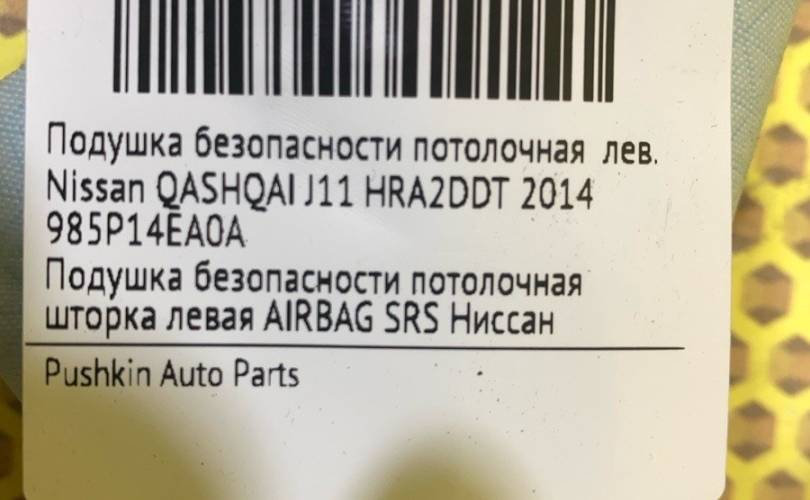 Подушка безопасности потолочная лев.
Nissan QASHQAI J11 HRA2DDT 2014
985P14EA0A
Подушка безопасности потолочная
шторка левая AIRBAG SRS Ниссан
Pushkin Auto Parts